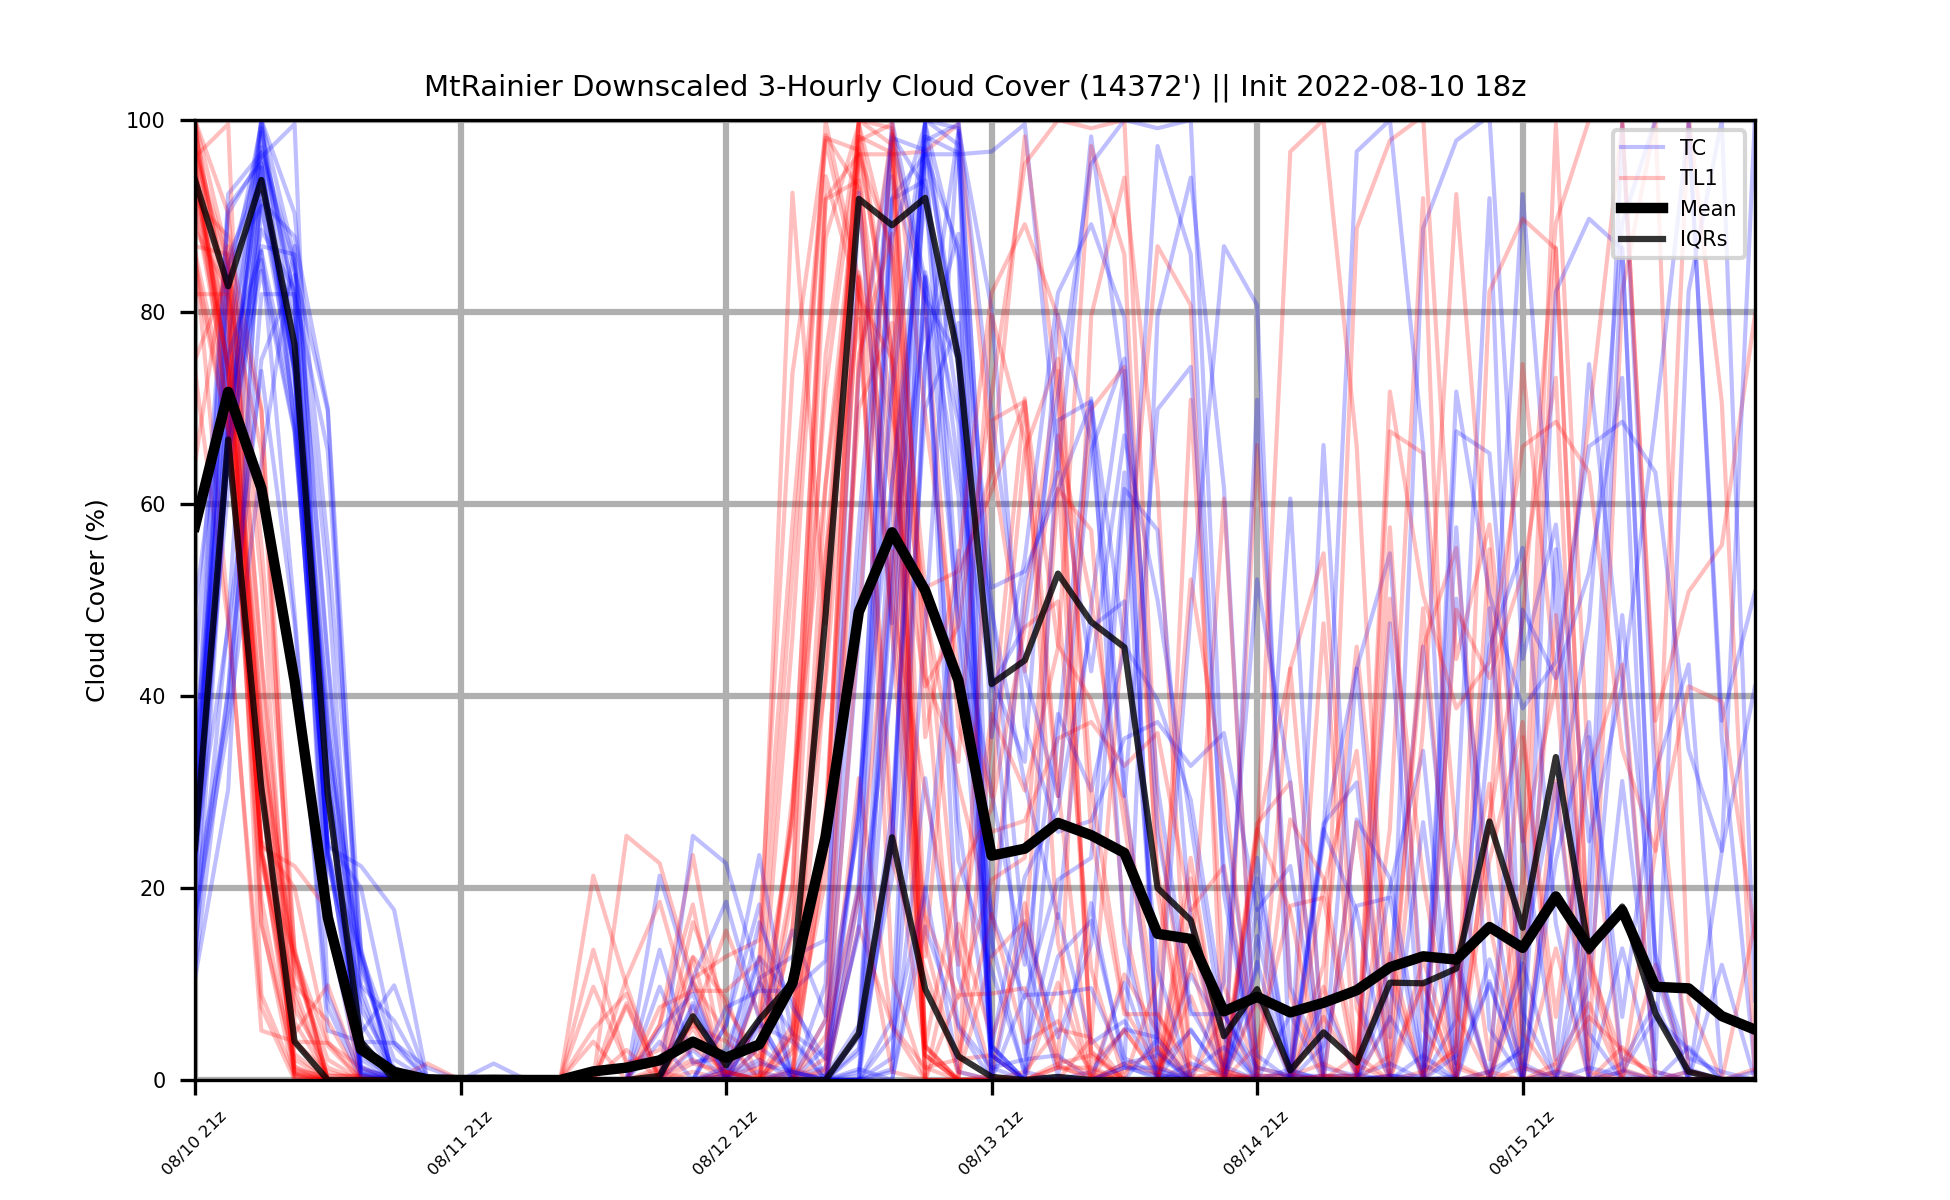 MtRainier Downscaled 3-Hourly Cloud Cover (14372') || Init 2022-08-10 18z
100
80
60
40
20
0
Cloud Cover (%)
TC
TL1
Mean
IQRs
08/10 21z
08/11 21z
08/12 21z
08/13 21z
08/14 21z
08/15 21z